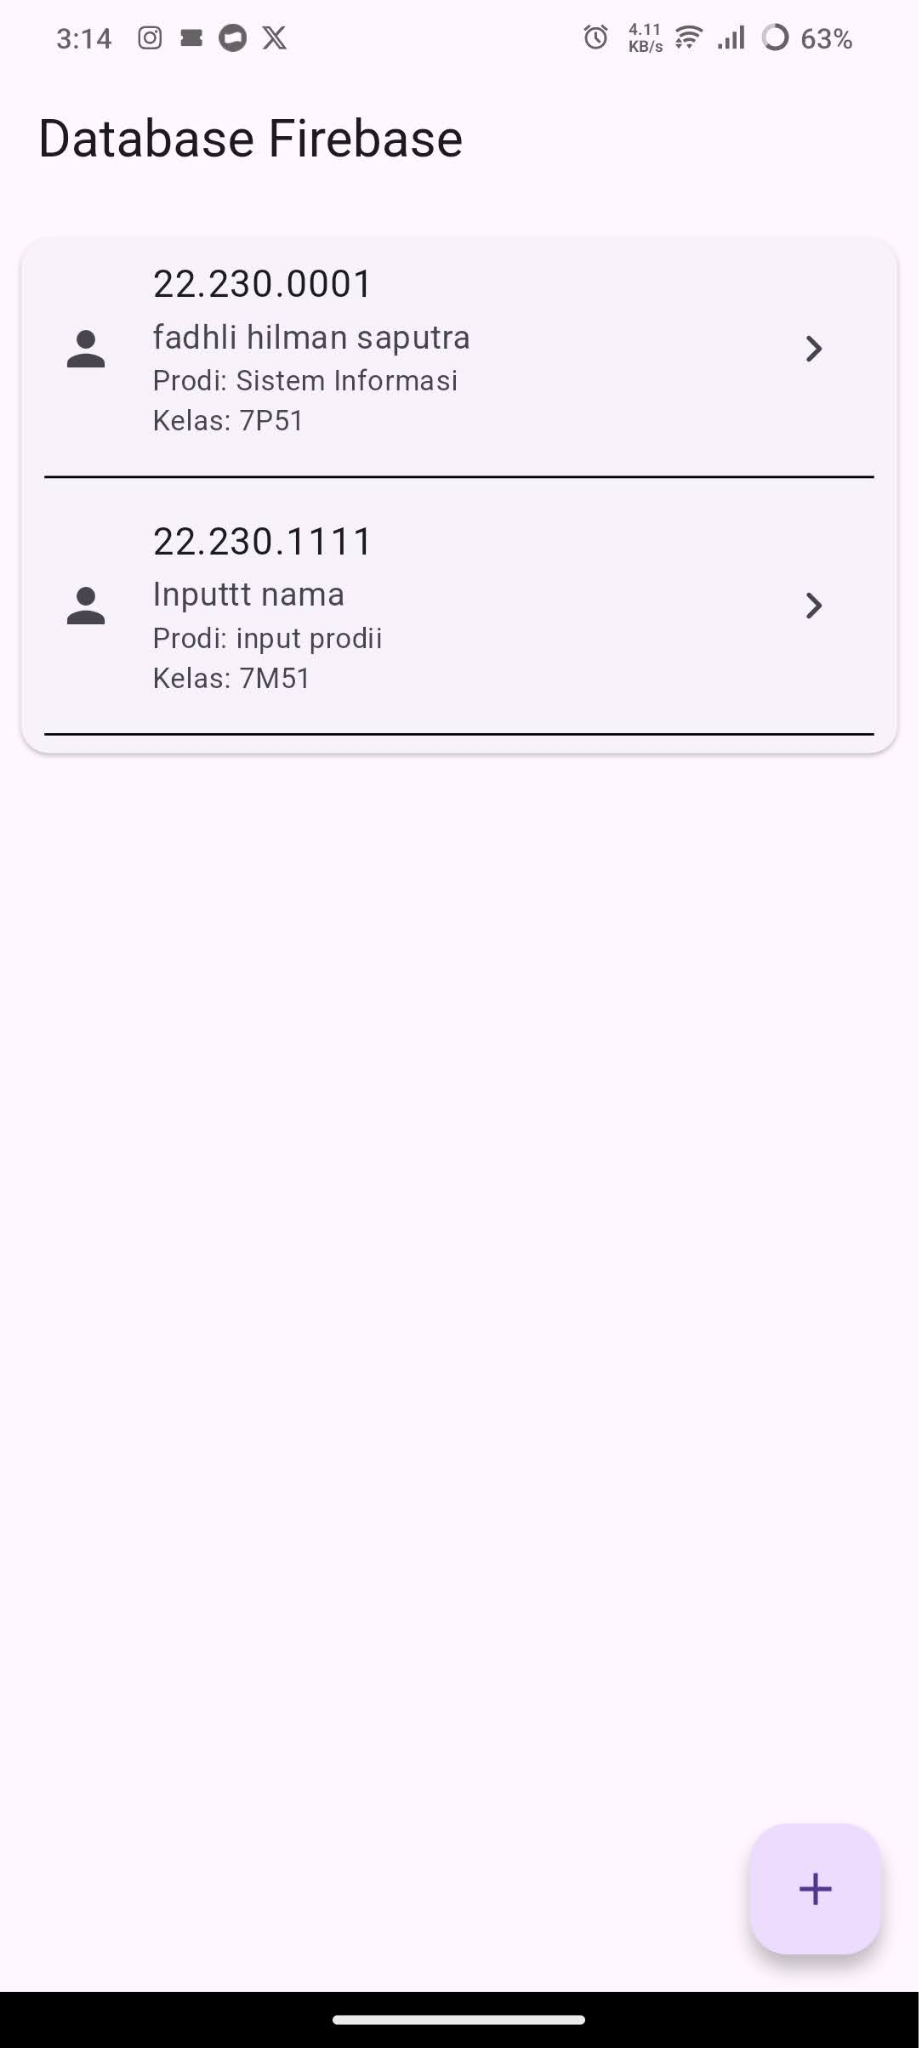 3:14
4.11
KB/s
63%
Database Firebase
22.230.0001
fadhli hilman saputra
Prodi: Sistem Informasi
Kelas: 7P51
22.230.1111
Inputtt nama
Prodi: input prodii
Kelas: 7M51